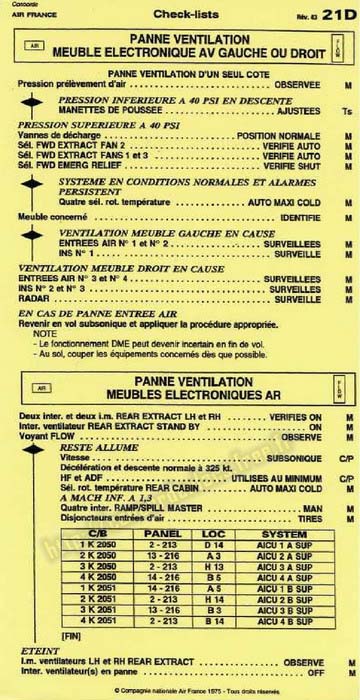 Concorde
AIR FRANCE
Check-lists
Rév. 43 21D
AIR
PANNE VENTILATION
MEUBLE ELECTRONIQUE AV GAUCHE OU DROIT
FLOW
PANNE VENTILATION D'UN SEUL COTE
Pression prélèvement d'air ........ OBSERVEE M
PRESSION INFERIEURE A 40 PSI EN DESCENTE
MANETTES DE POUSSEE ........ AJUSTEES Ts
PRESSION SUPERIEURE A 40 PSI
Vannes de décharge ........ POSITION NORMALE M
Sél. FWD EXTRACT FAN 2 ........ VERIFIE AUTO M
Sél. FWD EXTRACT FANS 1 et 3 ........ VERIFIE AUTO M
Sél. FWD EMERG RELIEF ........ VERIFIE SHUT M
SYSTEME EN CONDITIONS NORMALES ET ALARMES
PERSISTENT
Quatre sél. rot. température ........ AUTO MAXI COLD M
Meuble concerné ........ IDENTIFIE M
VENTILATION MEUBLE GAUCHE EN CAUSE
ENTREES AIR N° 1 et N° 2 ........ SURVEILLEES M
INS N° 1 ........ SURVEILLE M
VENTILATION MEUBLE DROIT EN CAUSE
ENTREES AIR N° 3 et N° 4 ........ SURVEILLEES M
INS N° 2 et N° 3 ........ SURVEILLES M
RADAR ........ SURVEILLE M
EN CAS DE PANNE ENTREE AIR
Revenir en vol subsonique et appliquer la procédure appropriée.
NOTE
- Le fonctionnement DME peut devenir incertain en fin de vol.
- Au sol, couper les équipements concernés dès que possible.
AIR
PANNE VENTILATION
MEUBLES ELECTRONIQUES AR
FLOW
Deux inter. et deux i.m. REAR EXTRACT LH et RH ........ VERIFIES ON M
Inter. ventilateur REAR EXTRACT STAND BY ........ ON M
Voyant FLOW ........ OBSERVE M
RESTE ALLUME
Vitesse ........ SUBSONIQUE C/P
Décélération et descente normale à 325 kt.
HF et ADF ........ UTILISES AU MINIMUM C/P
Sél. rot. température REAR CABIN ........ AUTO MAXI COLD M
A MACH INF. A 1,3
Quatre inter. RAMP/SPILL MASTER ........ MAN M
Disjoncteurs entrées d'air ........ TIRES M
C/B PANEL LOC SYSTEM
1 K 2050 2 - 213 D 14 AICU 1 A SUP
2 K 2050 13 - 216 A 3 AICU 2 A SUP
3 K 2050 2 - 213 H 13 AICU 3 A SUP
4 K 2050 14 - 216 B 5 AICU 4 A SUP
1 K 2051 14 - 216 A 5 AICU 1 B SUP
2 K 2051 2 - 213 H 14 AICU 2 B SUP
3 K 2051 13 - 216 B 3 AICU 3 B SUP
4 K 2051 2 - 213 B 14 AICU 4 B SUP
[FIN]
ETEINT
I.m. ventilateurs LH et RH REAR EXTRACT ........ OBSERVE M
Inter. ventilateur(s) en panne ........ OFF M
© Compagnie nationale Air France 1975 - Tous droits réservés.